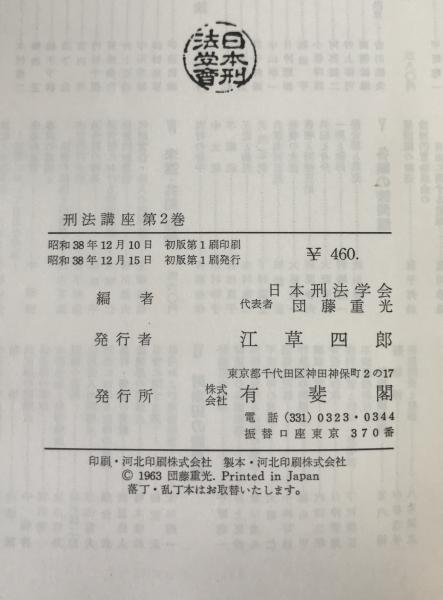 日本刑
法学會
刑法講座 第2巻
昭和38年12月10日 初版第1刷印刷
昭和38年12月15日 初版第1刷発行
¥ 460.
編者 日本刑法学会
代表者 団藤重光
発行者 江草四郎
東京都千代田区神田神保町2の17
発行所 株式会社 有斐閣
電話 (331) 0323・0344
振替口座東京 370番
印刷・河北印刷株式会社 製本・河北印刷株式会社
© 1963 団藤重光. Printed in Japan
落丁・乱丁本はお取替いたします。